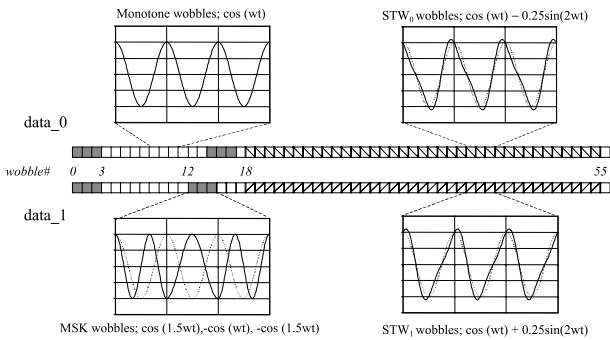 Monotone wobbles; cos (wt)
STW₀ wobbles; cos (wt) – 0.25sin(2wt)
data_0
wobble# 0 3 12 18 55
data_1
MSK wobbles; cos (1.5wt),-cos (wt), -cos (1.5wt)
STW₁ wobbles; cos (wt) + 0.25sin(2wt)